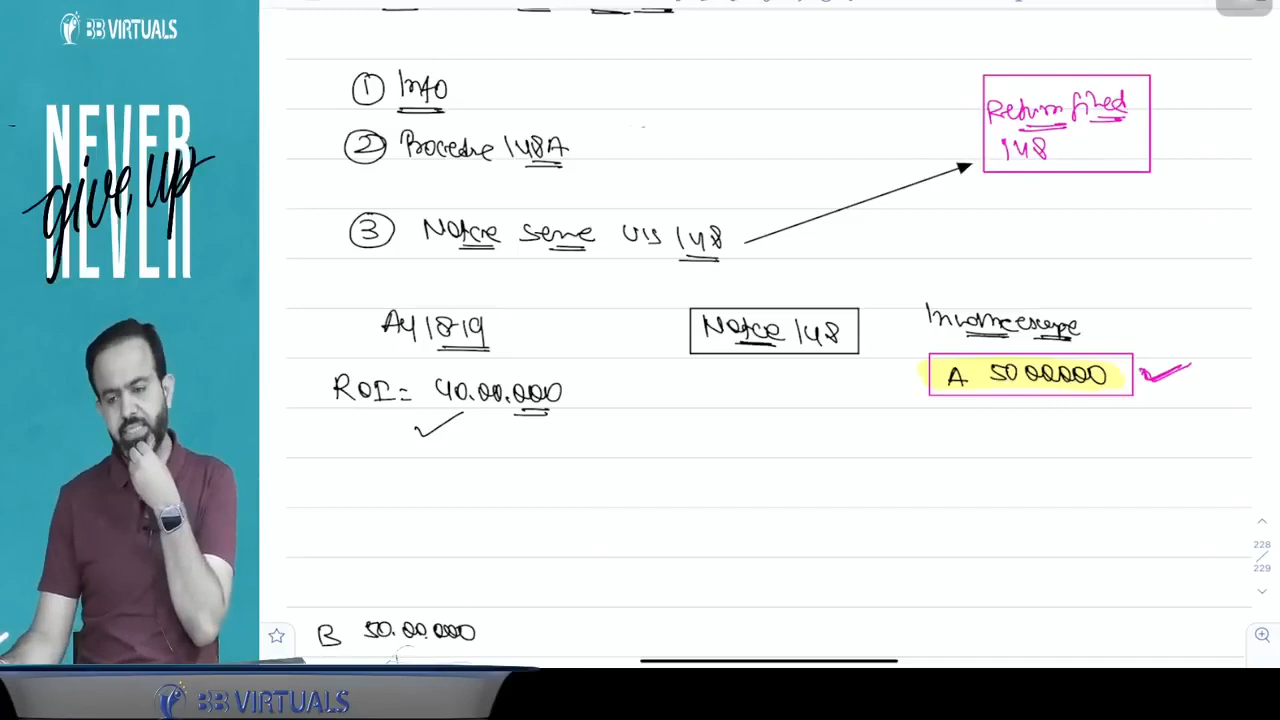 BB VIRTUALS
NEVER
give up
NEVER
① Info
② Procedure 148A
③ Notice serve u/s 148
Return filed
148
AY 18-19
Notice 148
Income escape
ROI = 40.00.000
A 5000000
B 50.00.000
228
229
BB VIRTUALS